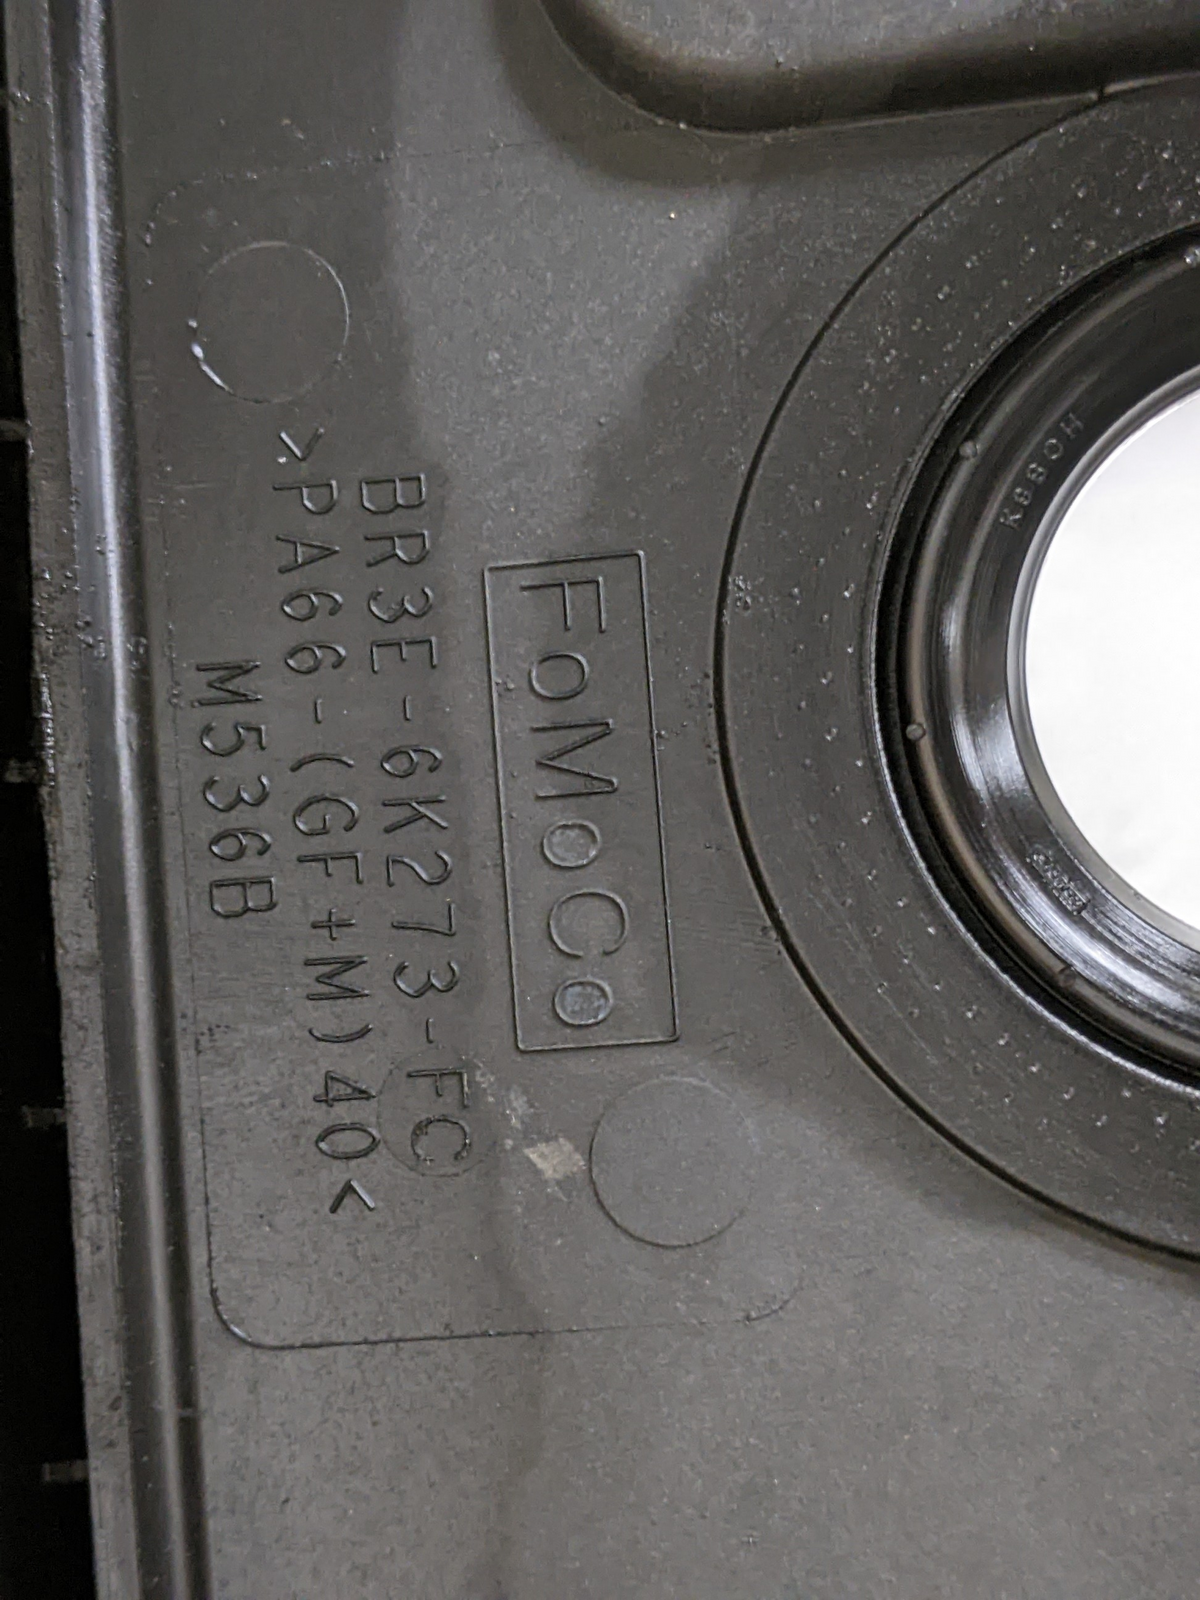 FoMoCo
BR3E-6K273-FC
>PA66-(GF+M)40<
M536B